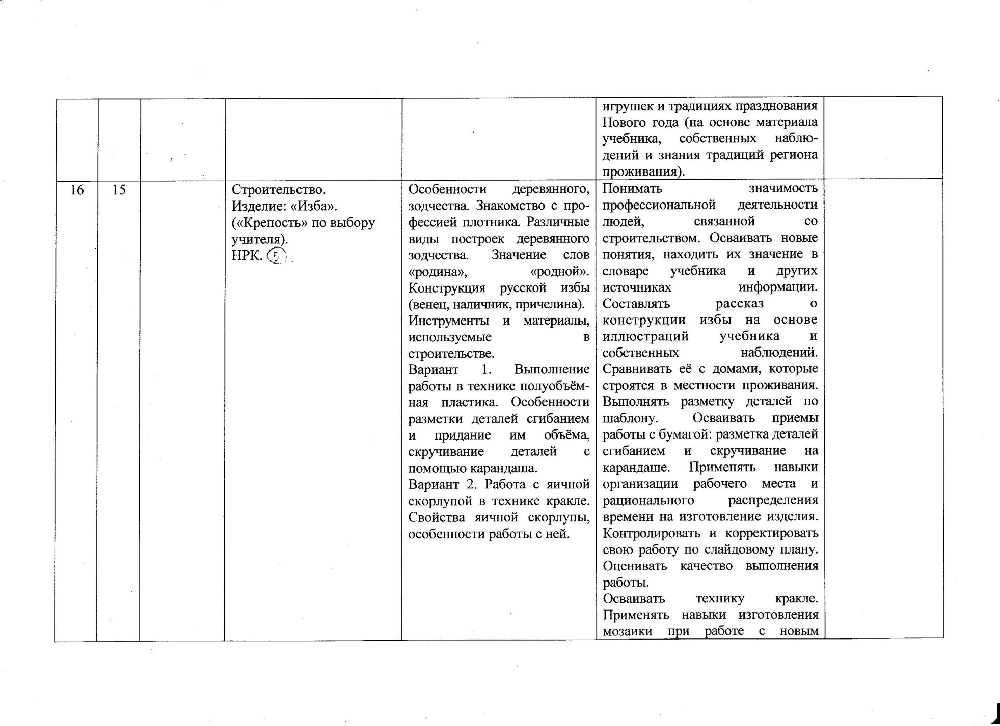 игрушек и традициях празднования
Нового года (на основе материала
учебника, собственных наблю-
дений и знания традиций региона
проживания).
16
15
Строительство.
Изделие: «Изба».
(«Крепость» по выбору
учителя).
НРК. 5
Особенности деревянного,
зодчества. Знакомство с про-
фессией плотника. Различные
виды построек деревянного
зодчества. Значение слов
«родина», «родной».
Конструкция русской избы
(венец, наличник, причелина).
Инструменты и материалы,
используемые в
строительстве.
Вариант 1. Выполнение
работы в технике полуобъём-
ная пластика. Особенности
разметки деталей сгибанием
и придание им объёма,
скручивание деталей с
помощью карандаша.
Вариант 2. Работа с яичной
скорлупой в технике кракле.
Свойства яичной скорлупы,
особенности работы с ней.
Понимать значимость
профессиональной деятельности
людей, связанной со
строительством. Осваивать новые
понятия, находить их значение в
словаре учебника и других
источниках информации.
Составлять рассказ о
конструкции избы на основе
иллюстраций учебника и
собственных наблюдений.
Сравнивать её с домами, которые
строятся в местности проживания.
Выполнять разметку деталей по
шаблону. Осваивать приемы
работы с бумагой: разметка деталей
сгибанием и скручивание на
карандаше. Применять навыки
организации рабочего места и
рационального распределения
времени на изготовление изделия.
Контролировать и корректировать
свою работу по слайдовому плану.
Оценивать качество выполнения
работы.
Осваивать технику кракле.
Применять навыки изготовления
мозаики при работе с новым